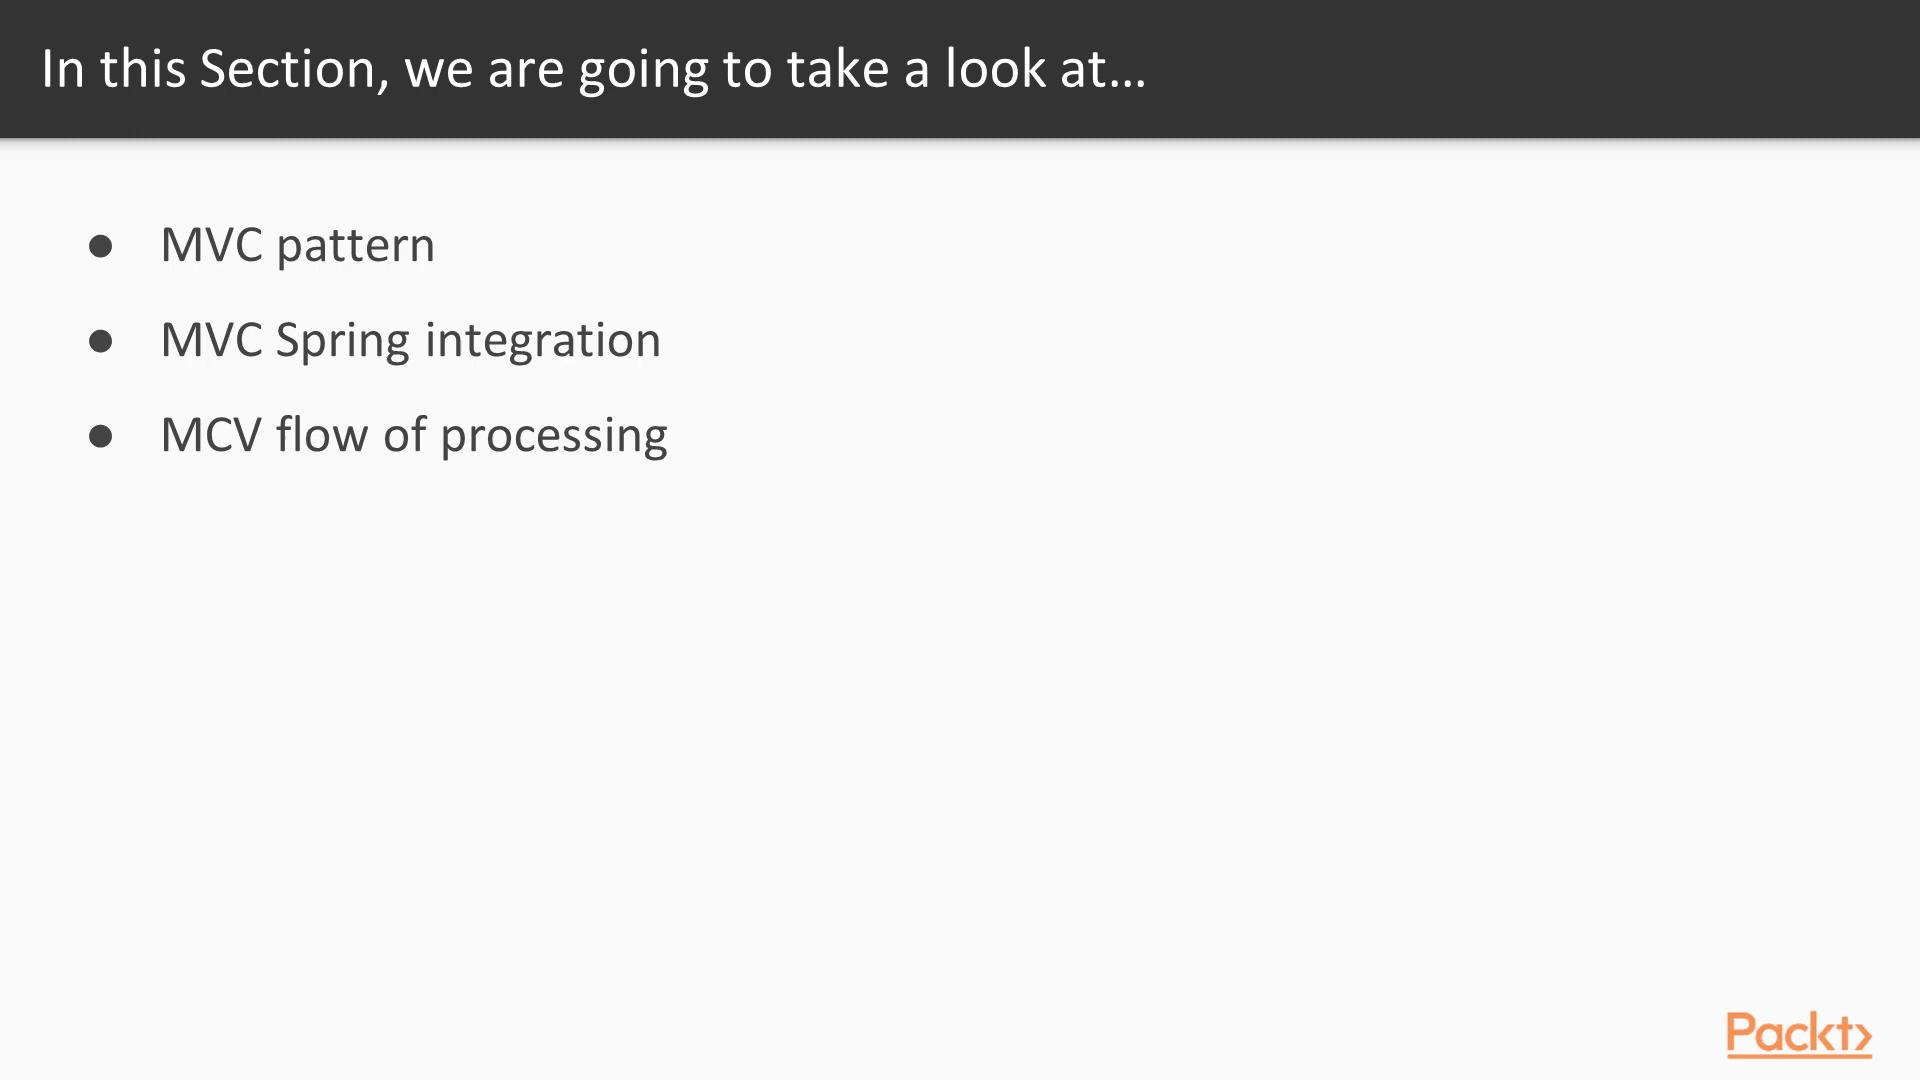 In this Section, we are going to take a look at...
● MVC pattern
● MVC Spring integration
● MCV flow of processing
Packt>